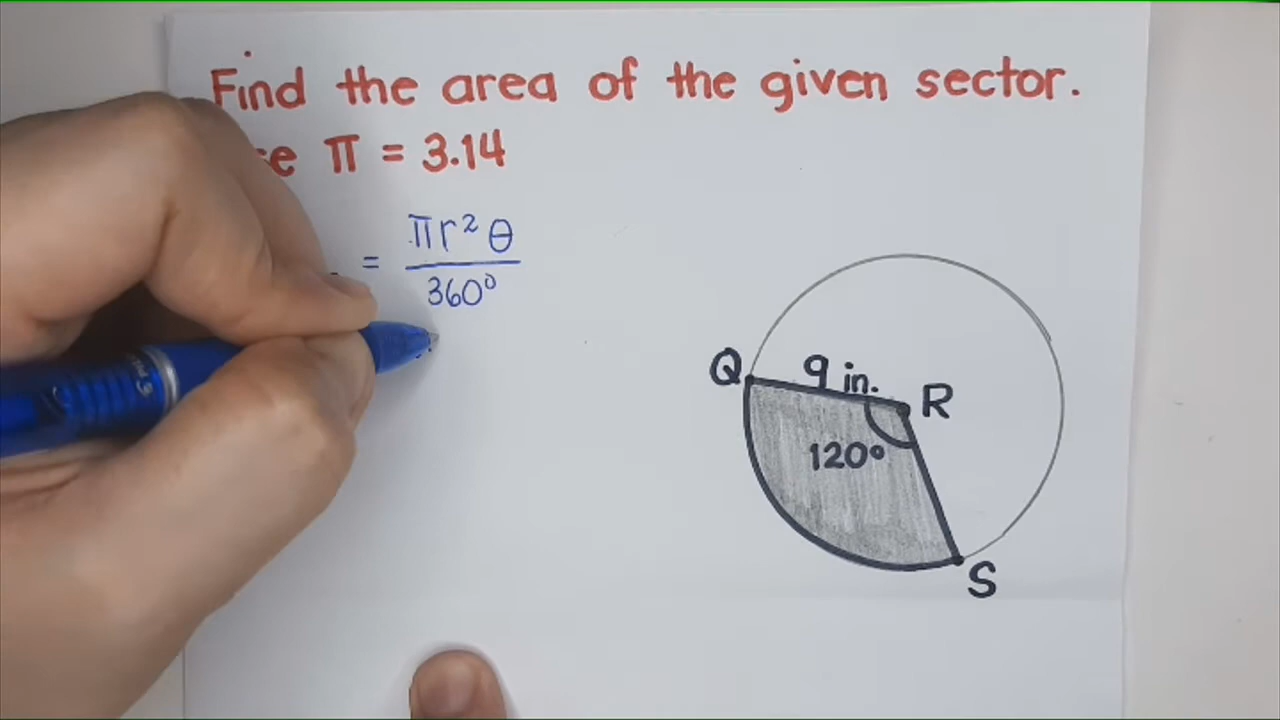 Find the area of the given sector.
π = 3.14
= πr²θ
360°
Q
9 in.
R
120°
S